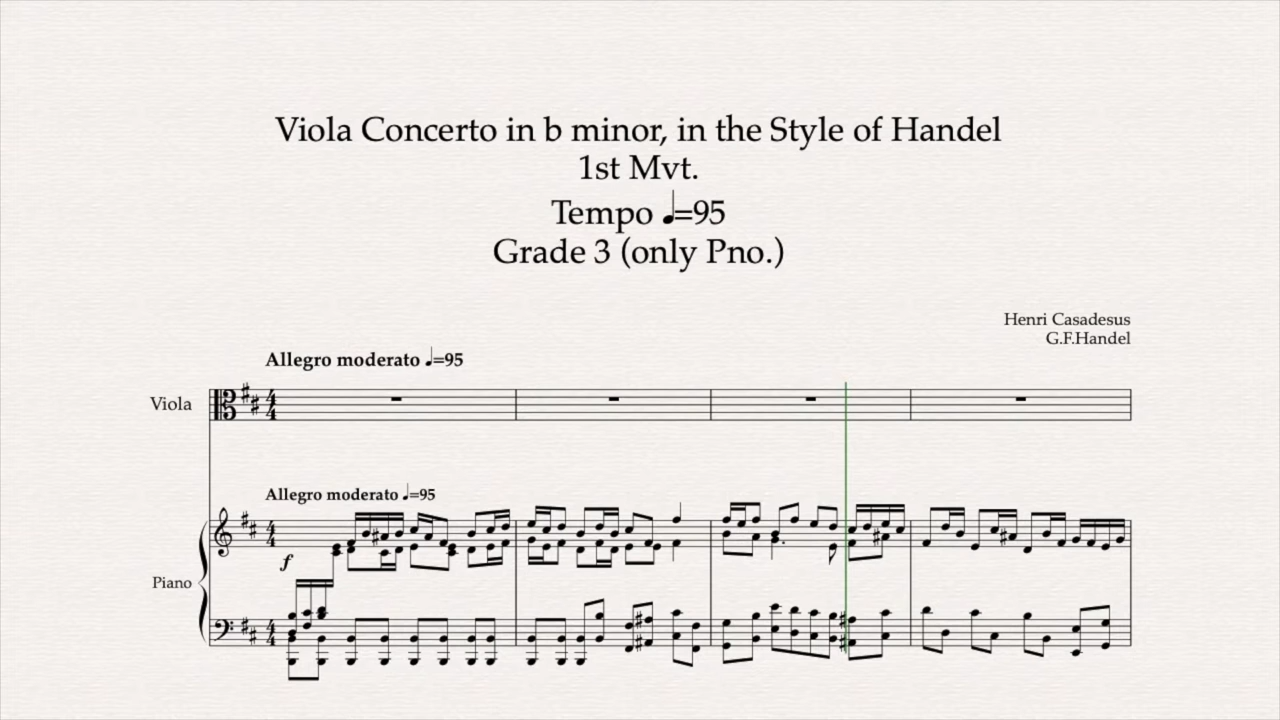 Viola Concerto in b minor, in the Style of Handel
1st Mvt.
Tempo ♩=95
Grade 3 (only Pno.)
Henri Casadesus
G.F.Handel
Allegro moderato ♩=95
Viola
Allegro moderato ♩=95
f
Piano